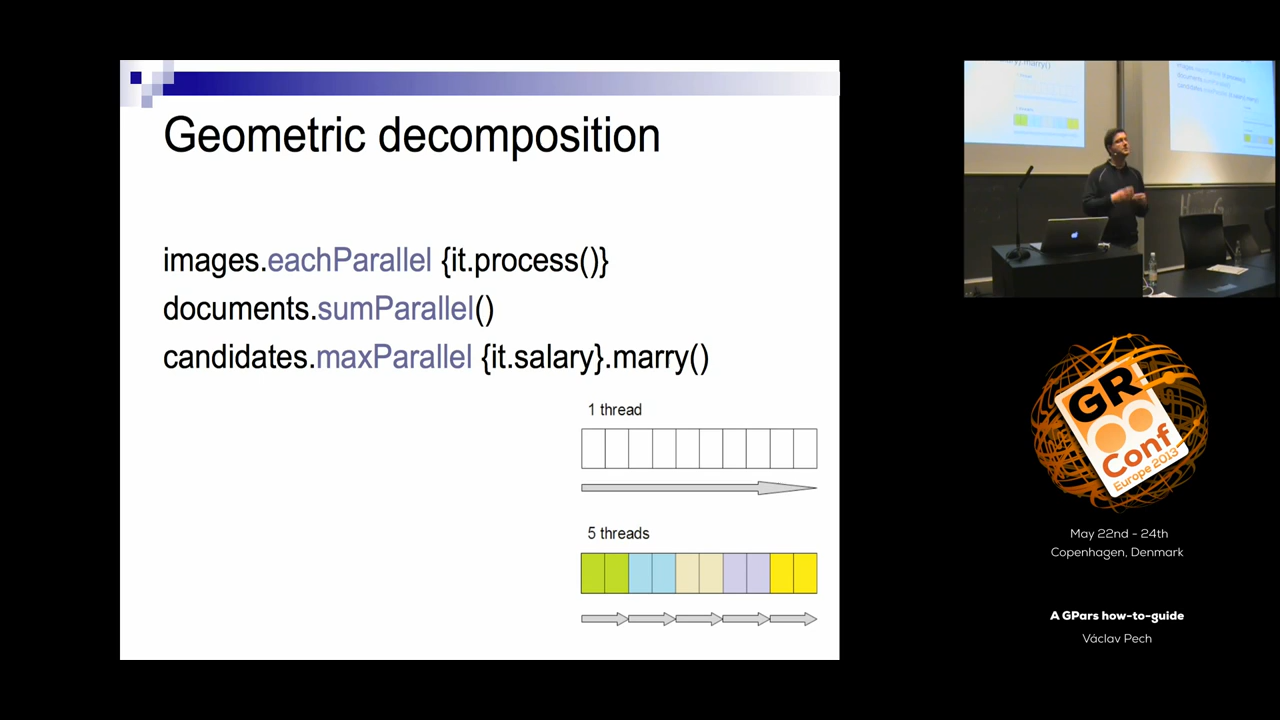 Geometric decomposition
images.eachParallel {it.process()}
documents.sumParallel()
candidates.maxParallel {it.salary}.marry()
1 thread
5 threads
GR
Conf
Europe 2013
May 22nd - 24th
Copenhagen, Denmark
A GPars how-to-guide
Václav Pech